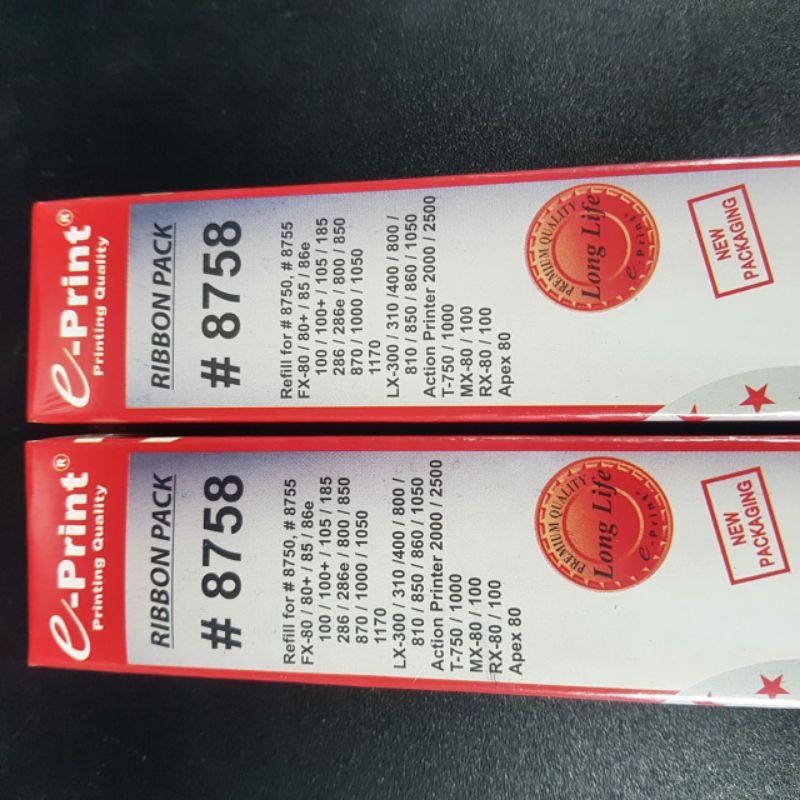 e-Print®
Printing Quality
RIBBON PACK
# 8758
Refill for # 8750, # 8755
FX-80 / 80+ / 85 / 86e
100 / 100+ / 105 / 185
286 / 286e / 800 / 850
870 / 1000 / 1050
1170
LX-300 / 310 /400 / 800 /
810 / 850 / 860 / 1050
Action Printer 2000 / 2500
T-750 / 1000
MX-80 / 100
RX-80 / 100
Apex 80
PREMIUM QUALITY
Long Life
e-Print
NEW
PACKAGING
e-Print®
Printing Quality
RIBBON PACK
# 8758
Refill for # 8750, # 8755
FX-80 / 80+ / 85 / 86e
100 / 100+ / 105 / 185
286 / 286e / 800 / 850
870 / 1000 / 1050
1170
LX-300 / 310 /400 / 800 /
810 / 850 / 860 / 1050
Action Printer 2000 / 2500
T-750 / 1000
MX-80 / 100
RX-80 / 100
Apex 80
PREMIUM QUALITY
Long Life
e-Print
NEW
PACKAGING